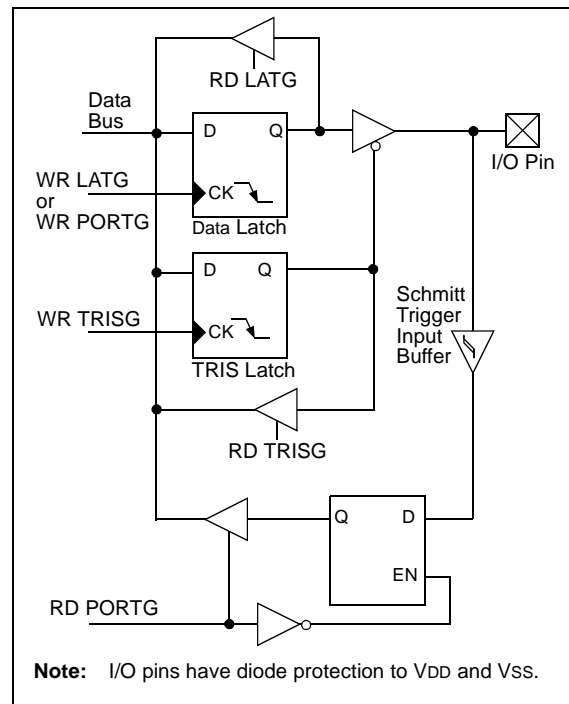 RD LATG
Data
Bus
D
Q
I/O Pin
WR LATG
or
WR PORTG
CK
Data Latch
D
Q
Schmitt
Trigger
Input
Buffer
WR TRISG
CK
TRIS Latch
RD TRISG
Q
D
EN
RD PORTG
Note: I/O pins have diode protection to VDD and VSS.